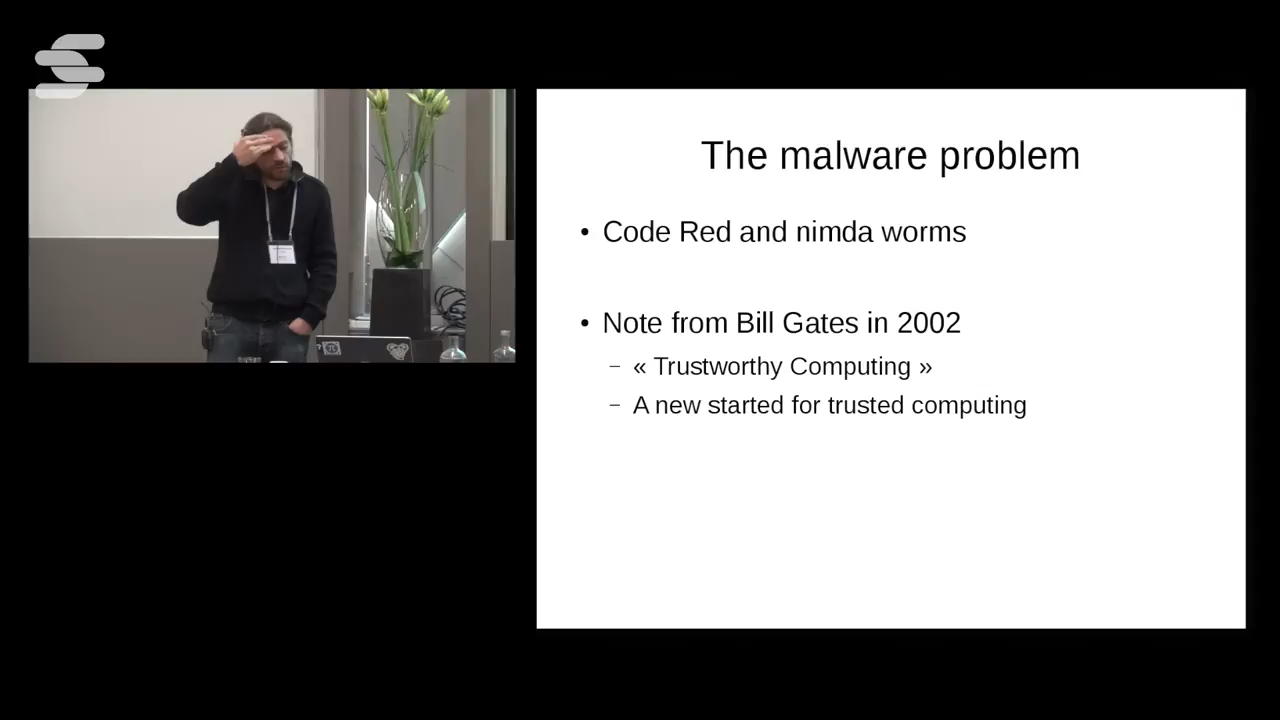 The malware problem
• Code Red and nimda worms
• Note from Bill Gates in 2002
– « Trustworthy Computing »
– A new started for trusted computing